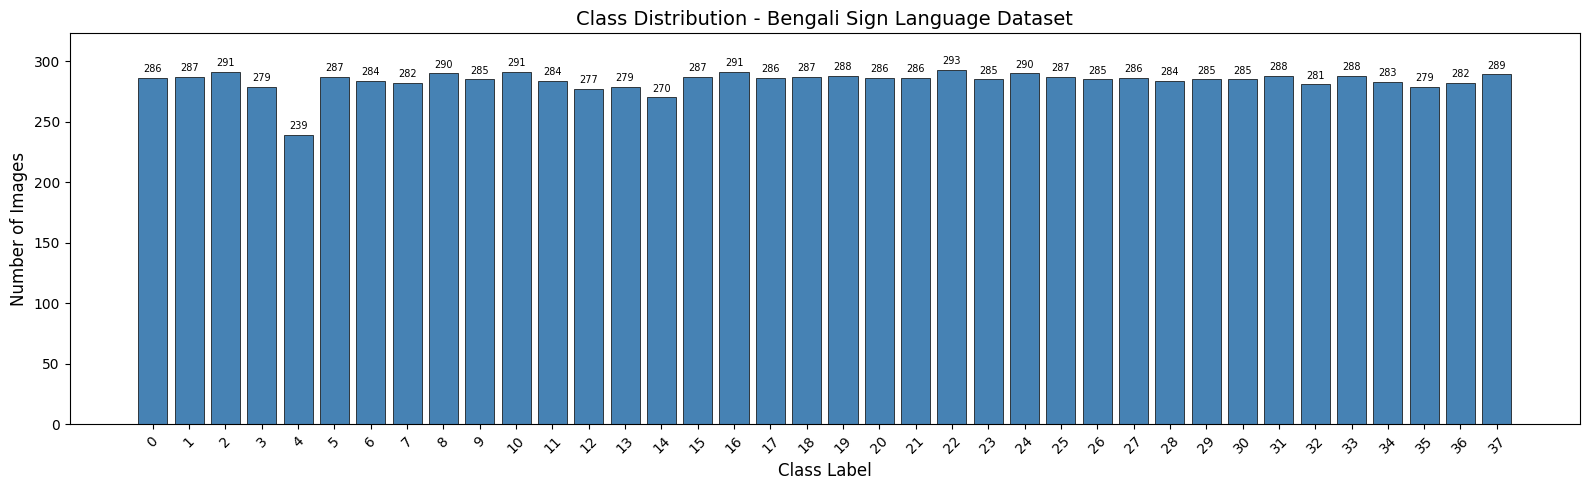 Class Distribution - Bengali Sign Language Dataset
300
250
200
150
100
50
0
Number of Images
286 287 291 279 239 287 284 282 290 285 291 284 277 279 270 287 291 286 287 288 286 286 293 285 290 287 285 286 284 285 285 288 281 288 283 279 282 289
0 1 2 3 4 5 6 7 8 9 10 11 12 13 14 15 16 17 18 19 20 21 22 23 24 25 26 27 28 29 30 31 32 33 34 35 36 37
Class Label